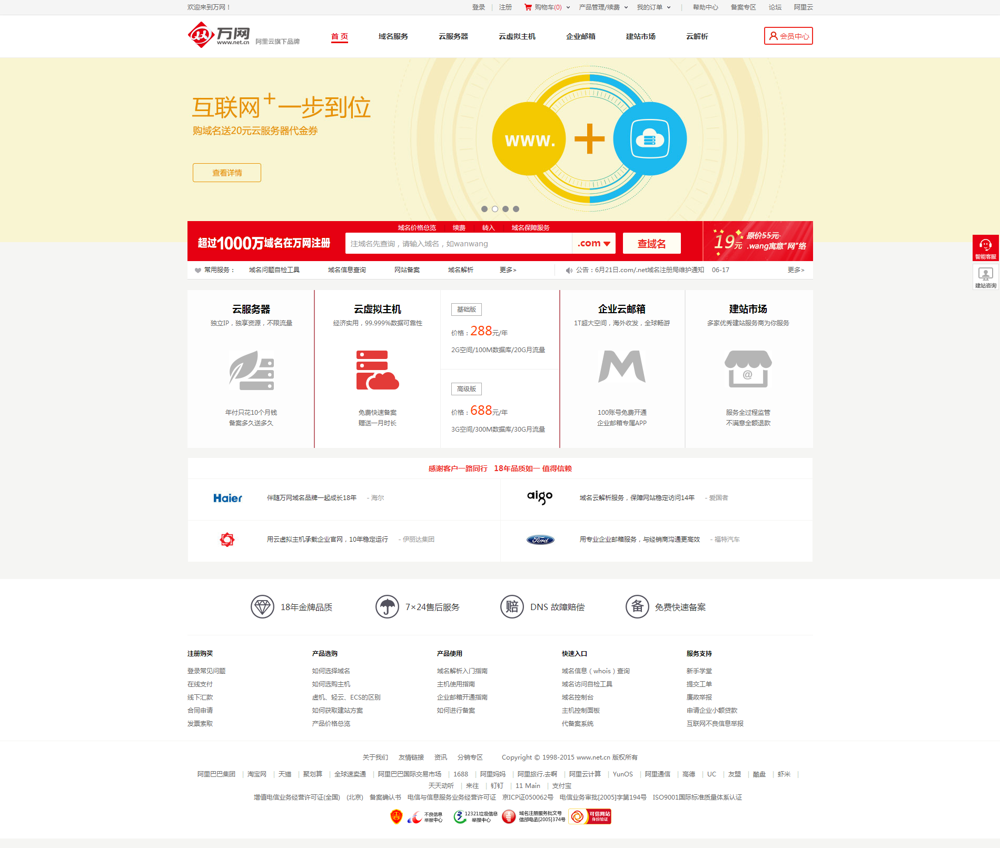 欢迎来到万网！
登录 注册 购物车(0) 产品管理/续费 我的订单 帮助中心 备案专区 论坛 阿里云
万网
www.net.cn 阿里云旗下品牌
首 页 域名服务 云服务器 云虚拟主机 企业邮箱 建站市场 云解析 会员中心
互联网+一步到位
购域名送20元云服务器代金券
www. +
查看详情
域名价格总览 续费 转入 域名保障服务
超过1000万域名在万网注册
注域名先查询，请输入域名，如wanwang .com 查域名
19元 原价55元
.wang寓意"网"络
智能客服
建站咨询
常用服务： 域名问题自检工具 域名信息查询 网站备案 域名解析 更多>
公告：6月21日.com/.net域名注册局维护通知 06-17 更多>
云服务器
独立IP，独享资源，不限流量
年付只花10个月钱
备案多久送多久
云虚拟主机
经济实用，99.999%数据可靠性
免费快速备案
赠送一月时长
基础版
价格：288元/年
2G空间/100M数据库/20G月流量
高级版
价格：688元/年
3G空间/300M数据库/30G月流量
企业云邮箱
1T超大空间，海外收发，全球畅游
100账号免费开通
企业邮箱专属APP
建站市场
多家优秀建站服务商为你服务
@
服务全过程监管
不满意全额退款
感谢客户一路同行 18年品质如一 值得信赖
Haier 伴随万网域名品牌一起成长18年 - 海尔
aigo 域名云解析服务，保障网站稳定访问14年 - 爱国者
用云虚拟主机承载企业官网，10年稳定运行 - 伊丽达集团
Ford 用专业企业邮箱服务，与经销商沟通更高效 - 福特汽车
18年金牌品质 7×24售后服务 赔 DNS 故障赔偿 备 免费快速备案
注册购买
登录常见问题
在线支付
线下汇款
合同申请
发票索取
产品选购
如何选择域名
如何选购主机
虚机、轻云、ECS的区别
如何获取建站方案
产品价格总览
产品使用
域名解析入门指南
主机使用指南
企业邮箱开通指南
如何进行备案
快速入口
域名信息（whois）查询
域名访问自检工具
域名控制台
主机控制面板
代备案系统
服务支持
新手学堂
提交工单
廉政举报
申请企业小额贷款
互联网不良信息举报
关于我们 友情链接 资讯 分销专区 Copyright © 1998-2015 www.net.cn 版权所有
阿里巴巴集团 | 淘宝网 | 天猫 | 聚划算 | 全球速卖通 | 阿里巴巴国际交易市场 | 1688 | 阿里妈妈 | 阿里旅行.去啊 | 阿里云计算 | YunOS | 阿里通信 | 高德 | UC | 友盟 | 酷盘 | 虾米 |
天天动听 | 来往 | 钉钉 | 11 Main | 支付宝
增值电信业务经营许可证(全国) (北京) 备案确认书 电信与信息服务业务经营许可证 京ICP证050062号 电信业务审批[2005]字第194号 ISO9001国际标准质量体系认证
不良信息
举报中心
12321垃圾信息
举报中心
域名注册服务批文号
信部电函[2005]374号
可信网站
身份验证